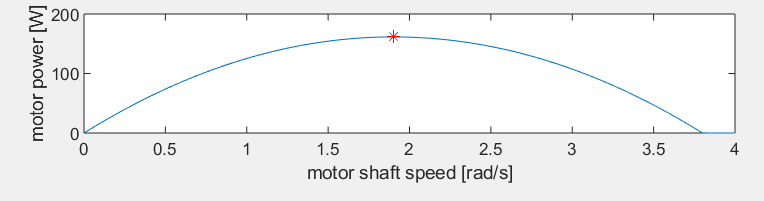 motor power [W]
200
100
0
0 0.5 1 1.5 2 2.5 3 3.5 4
motor shaft speed [rad/s]